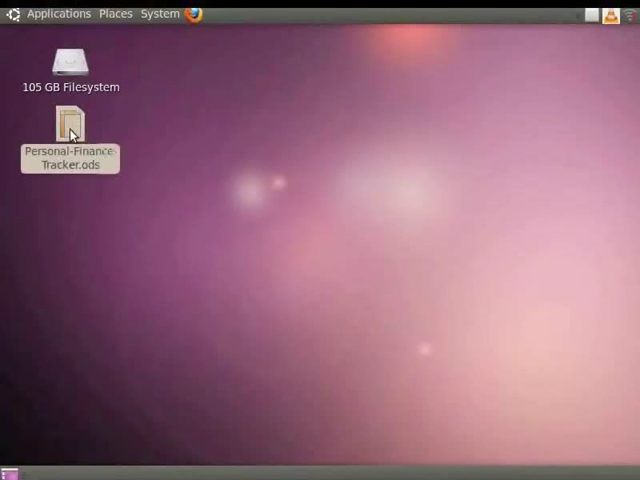 Applications Places System
105 GB Filesystem
Personal-Finance-
Tracker.ods